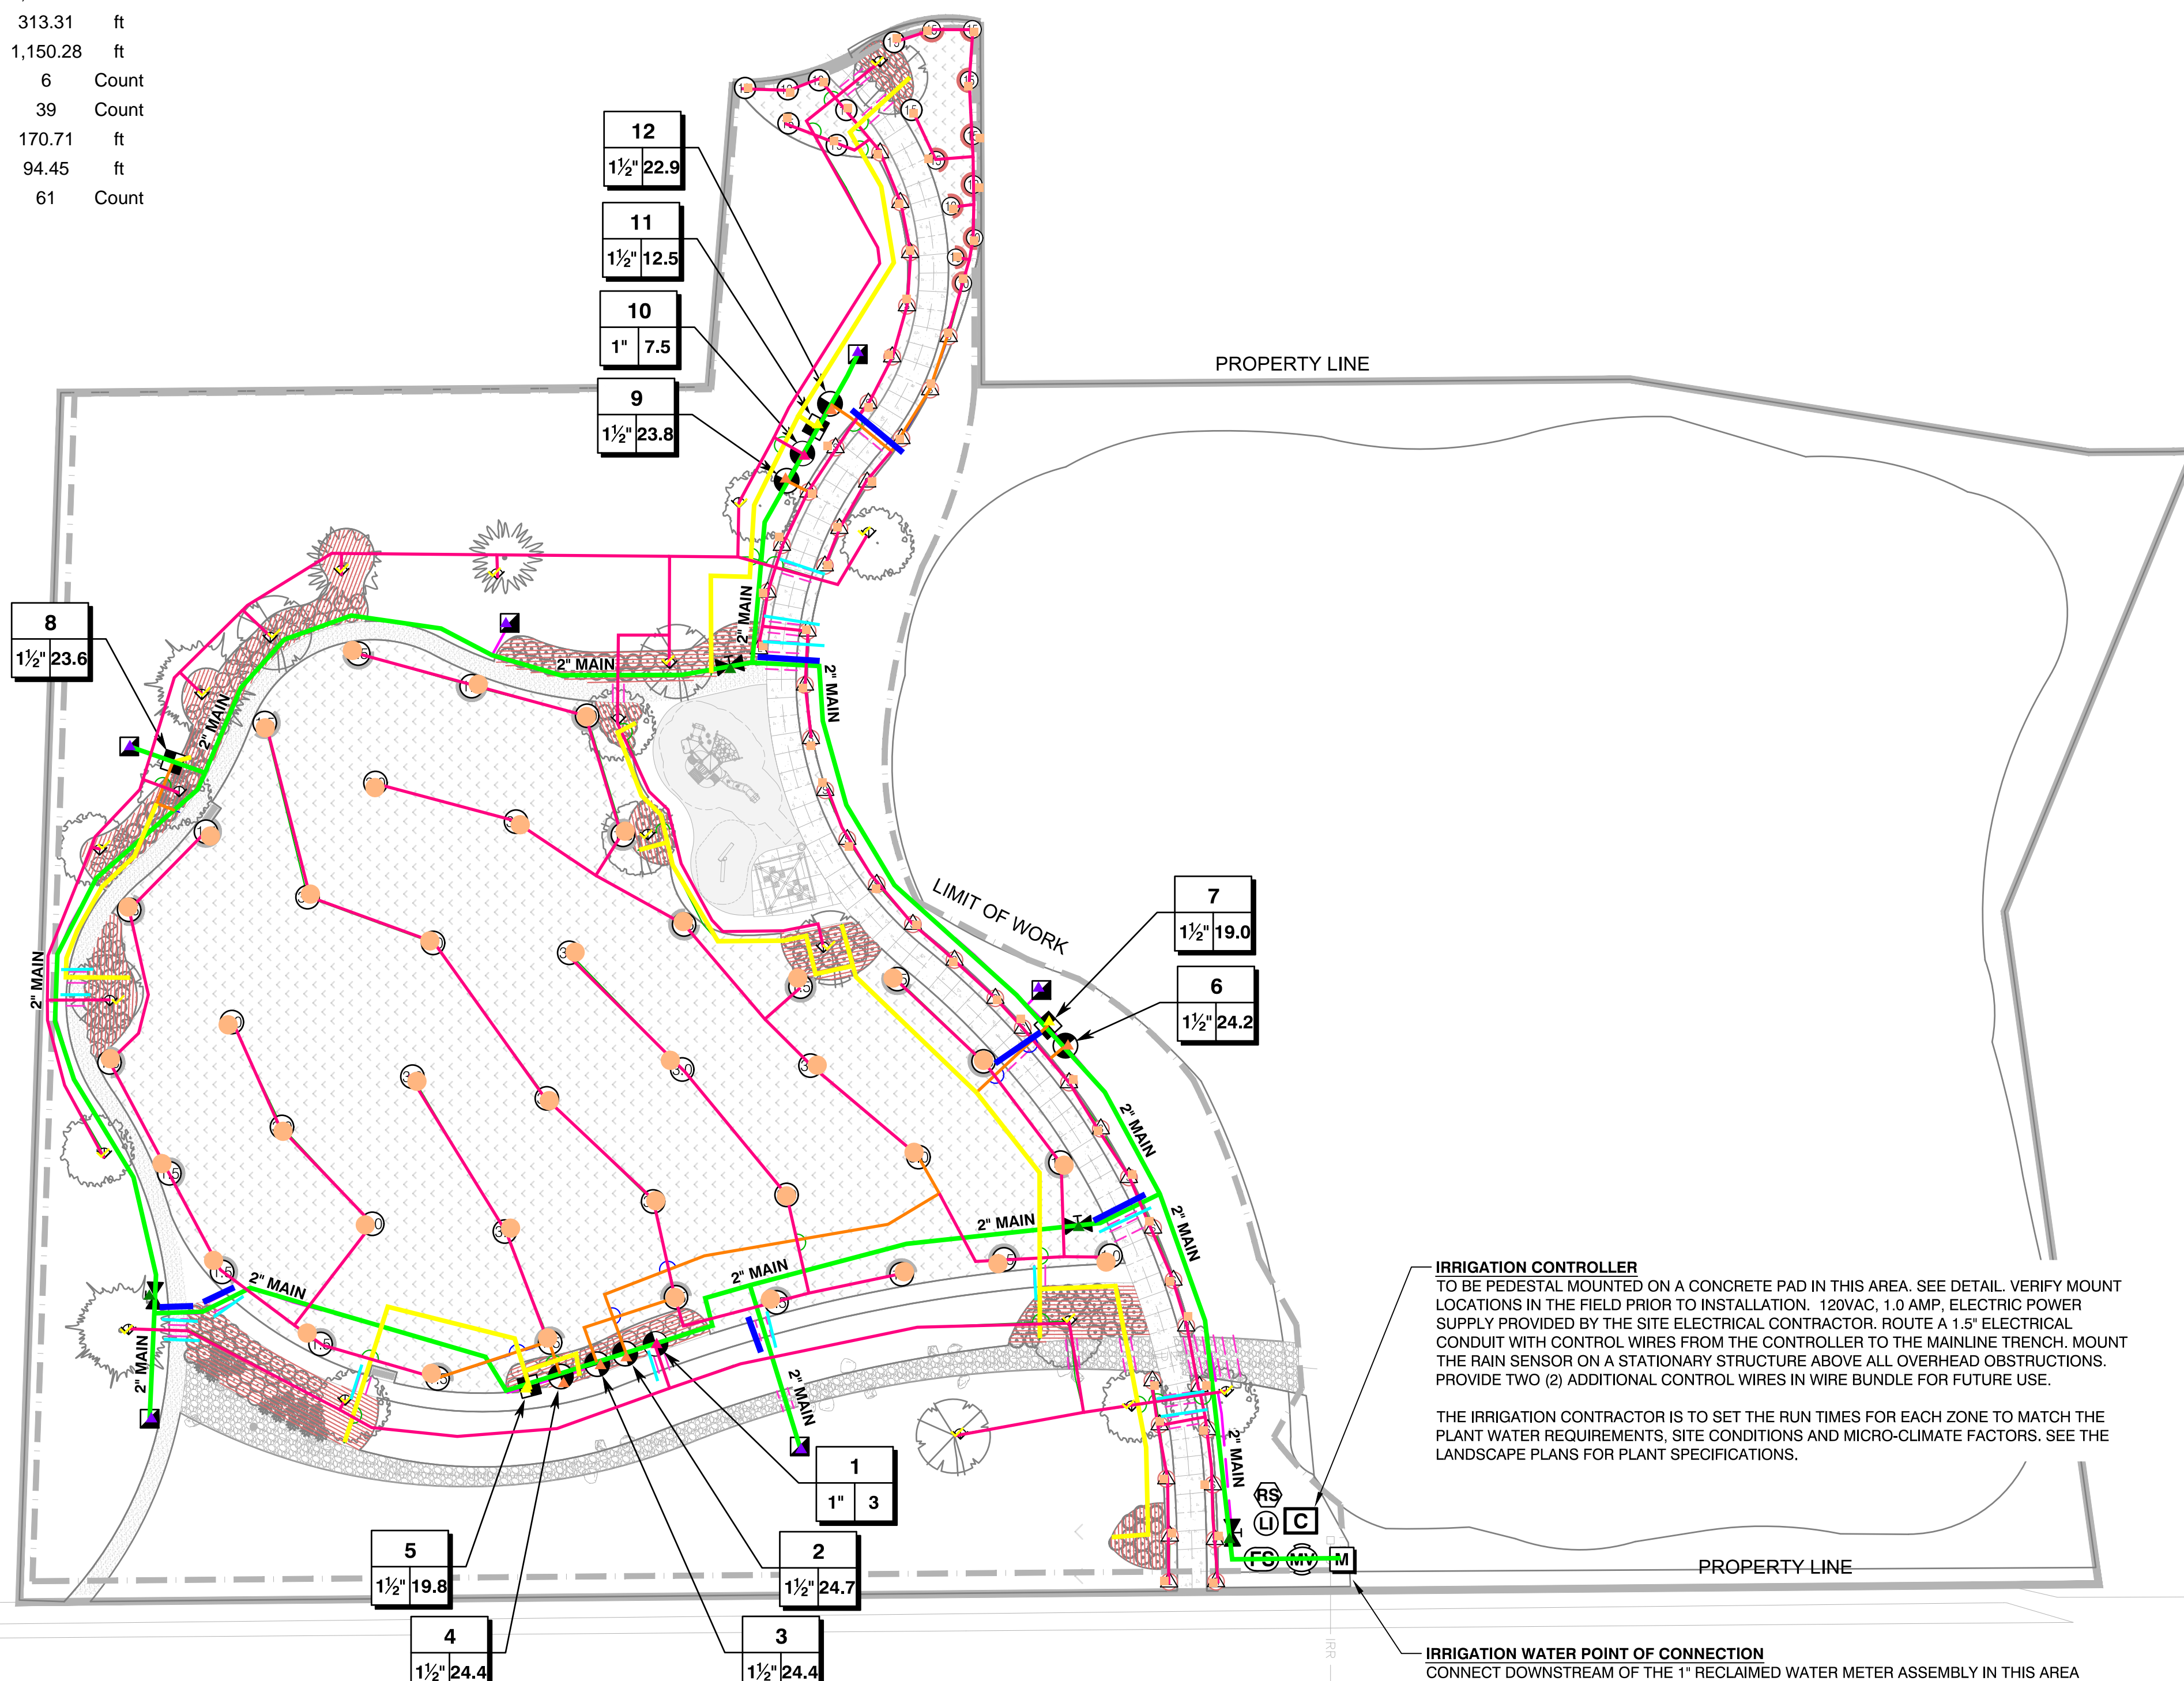 313.31 ft
1,150.28 ft
6 Count
39 Count
170.71 ft
94.45 ft
61 Count
12
1½" 22.9
11
1½" 12.5
10
1" 7.5
9
1½" 23.8
PROPERTY LINE
8
1½" 23.6
2" MAIN
2" MAIN
2" MAIN
2" MAIN
2" MAIN
LIMIT OF WORK
7
1½" 19.0
6
1½" 24.2
2" MAIN
2" MAIN
2" MAIN
2" MAIN
2" MAIN
2" MAIN
2" MAIN
2" MAIN
IRRIGATION CONTROLLER
TO BE PEDESTAL MOUNTED ON A CONCRETE PAD IN THIS AREA. SEE DETAIL. VERIFY MOUNT
LOCATIONS IN THE FIELD PRIOR TO INSTALLATION. 120VAC, 1.0 AMP, ELECTRIC POWER
SUPPLY PROVIDED BY THE SITE ELECTRICAL CONTRACTOR. ROUTE A 1.5" ELECTRICAL
CONDUIT WITH CONTROL WIRES FROM THE CONTROLLER TO THE MAINLINE TRENCH. MOUNT
THE RAIN SENSOR ON A STATIONARY STRUCTURE ABOVE ALL OVERHEAD OBSTRUCTIONS.
PROVIDE TWO (2) ADDITIONAL CONTROL WIRES IN WIRE BUNDLE FOR FUTURE USE.
THE IRRIGATION CONTRACTOR IS TO SET THE RUN TIMES FOR EACH ZONE TO MATCH THE
PLANT WATER REQUIREMENTS, SITE CONDITIONS AND MICRO-CLIMATE FACTORS. SEE THE
LANDSCAPE PLANS FOR PLANT SPECIFICATIONS.
1
1" 3
RS
LI C
FS MV M
5
1½" 19.8
2
1½" 24.7
PROPERTY LINE
4
1½" 24.4
3
1½" 24.4
IRR
IRRIGATION WATER POINT OF CONNECTION
CONNECT DOWNSTREAM OF THE 1" RECLAIMED WATER METER ASSEMBLY IN THIS AREA